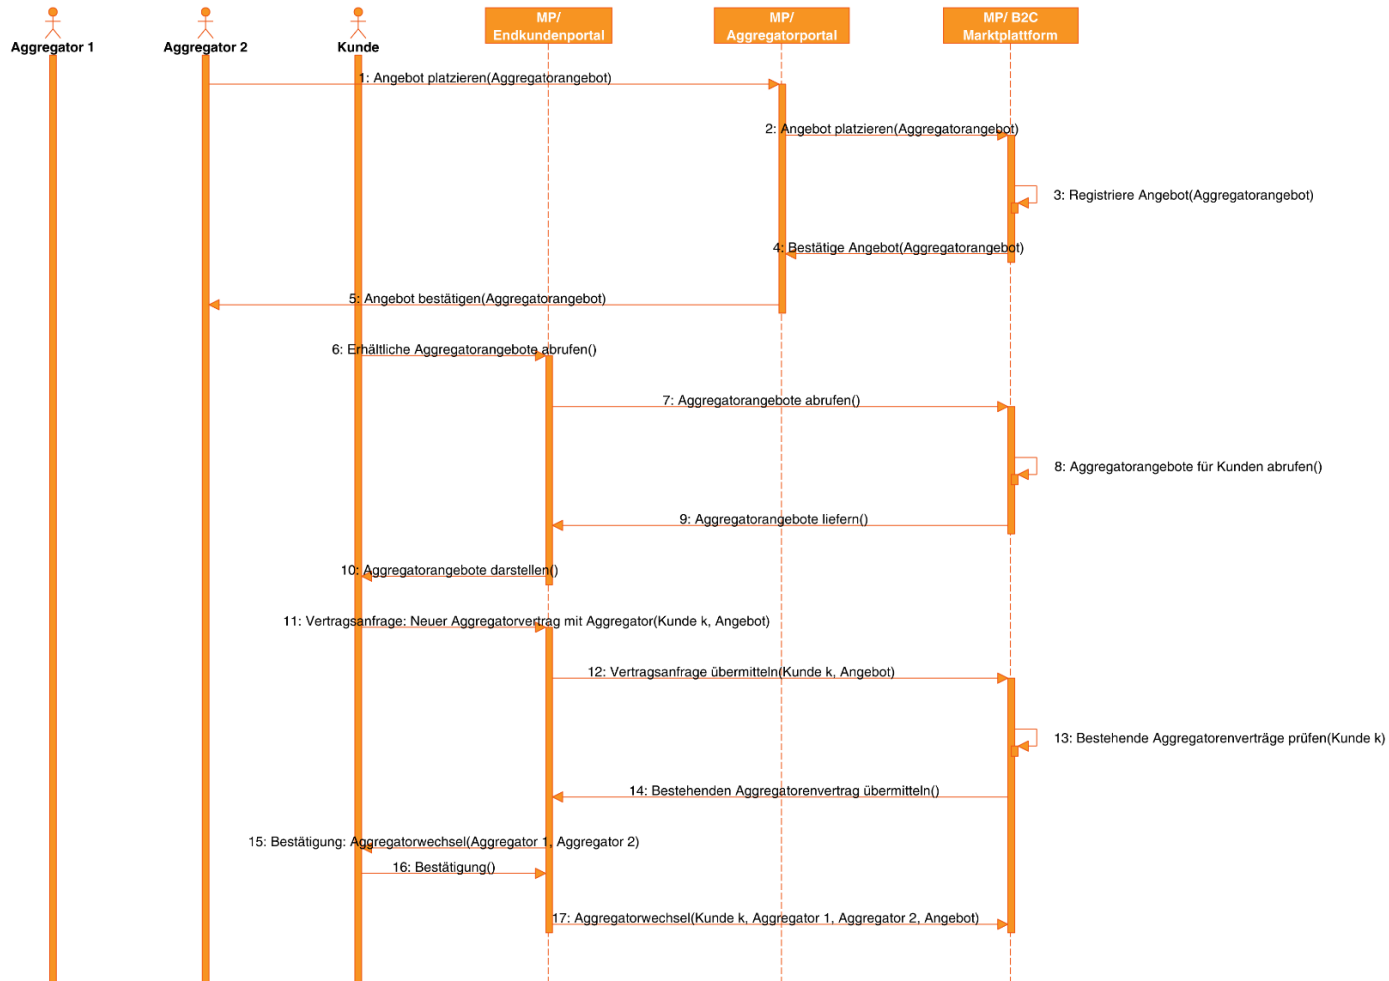 Aggregator 1
Aggregator 2
Kunde
MP/
Endkundenportal
MP/
Aggregatorportal
MP/ B2C
Marktplattform
1: Angebot platzieren(Aggregatorangebot)
2: Angebot platzieren(Aggregatorangebot)
3: Registriere Angebot(Aggregatorangebot)
4: Bestätige Angebot(Aggregatorangebot)
5: Angebot bestätigen(Aggregatorangebot)
6: Erhältliche Aggregatorangebote abrufen()
7: Aggregatorangebote abrufen()
8: Aggregatorangebote für Kunden abrufen()
9: Aggregatorangebote liefern()
10: Aggregatorangebote darstellen()
11: Vertragsanfrage: Neuer Aggregatorvertrag mit Aggregator(Kunde k, Angebot)
12: Vertragsanfrage übermitteln(Kunde k, Angebot)
13: Bestehende Aggregatorenverträge prüfen(Kunde k)
14: Bestehenden Aggregatorenvertrag übermitteln()
15: Bestätigung: Aggregatorwechsel(Aggregator 1, Aggregator 2)
16: Bestätigung()
17: Aggregatorwechsel(Kunde k, Aggregator 1, Aggregator 2, Angebot)